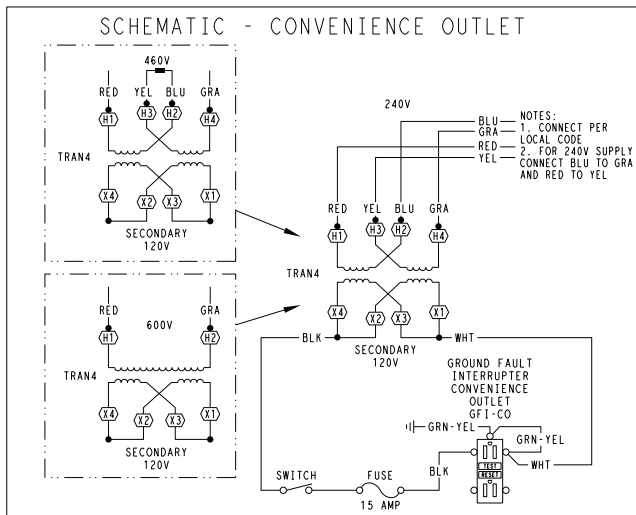 SCHEMATIC - CONVENIENCE OUTLET
460V
RED YEL BLU GRA
H1 H3 H2 H4
TRAN4
X4 X2 X3 X1
SECONDARY
120V
600V
RED GRA
H1 H2
TRAN4
X4 X2 X3 X1
SECONDARY
120V
240V
BLU
GRA
RED
YEL
NOTES:
1. CONNECT PER
LOCAL CODE
2. FOR 240V SUPPLY
CONNECT BLU TO GRA
AND RED TO YEL
RED YEL BLU GRA
H1 H3 H2 H4
TRAN4
X4 X2 X3 X1
BLK WHT
SECONDARY
120V
GROUND FAULT
INTERRUPTER
CONVENIENCE
OUTLET
GFI-CO
GRN-YEL
GRN-YEL
WHT
BLK
TEST
RESET
SWITCH FUSE
15 AMP